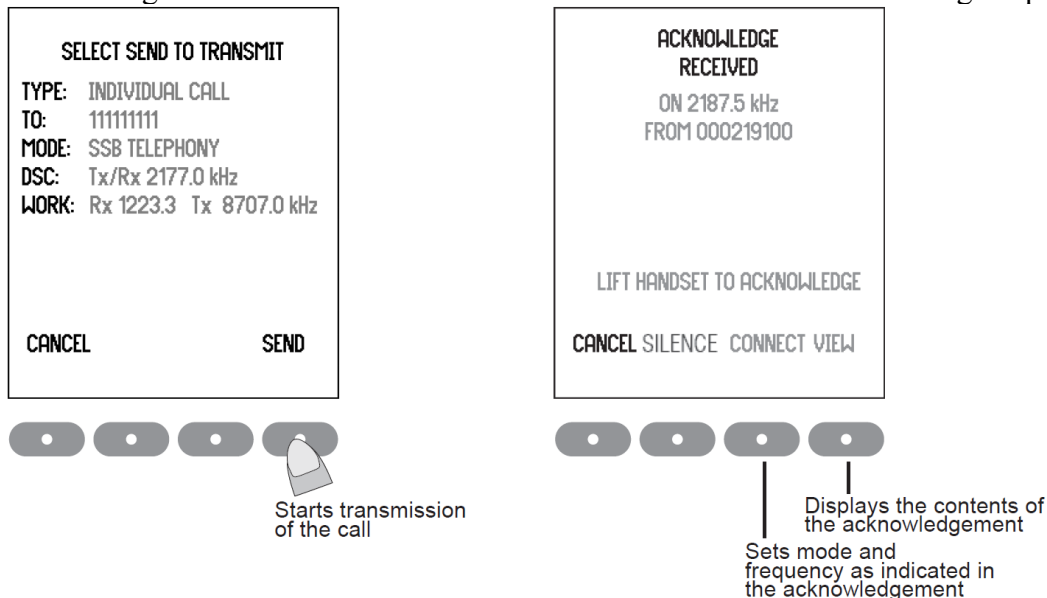 SELECT SEND TO TRANSMIT
TYPE: INDIVIDUAL CALL
TO: 111111111
MODE: SSB TELEPHONY
DSC: Tx/Rx 2177.0 kHz
WORK: Rx 1223.3 Tx 8707.0 kHz
CANCEL SEND
Starts transmission
of the call
ACKNOWLEDGE
RECEIVED
ON 2187.5 kHz
FROM 000219100
LIFT HANDSET TO ACKNOWLEDGE
CANCEL SILENCE CONNECT VIEW
Displays the contents of
the acknowledgement
Sets mode and
frequency as indicated in
the acknowledgement